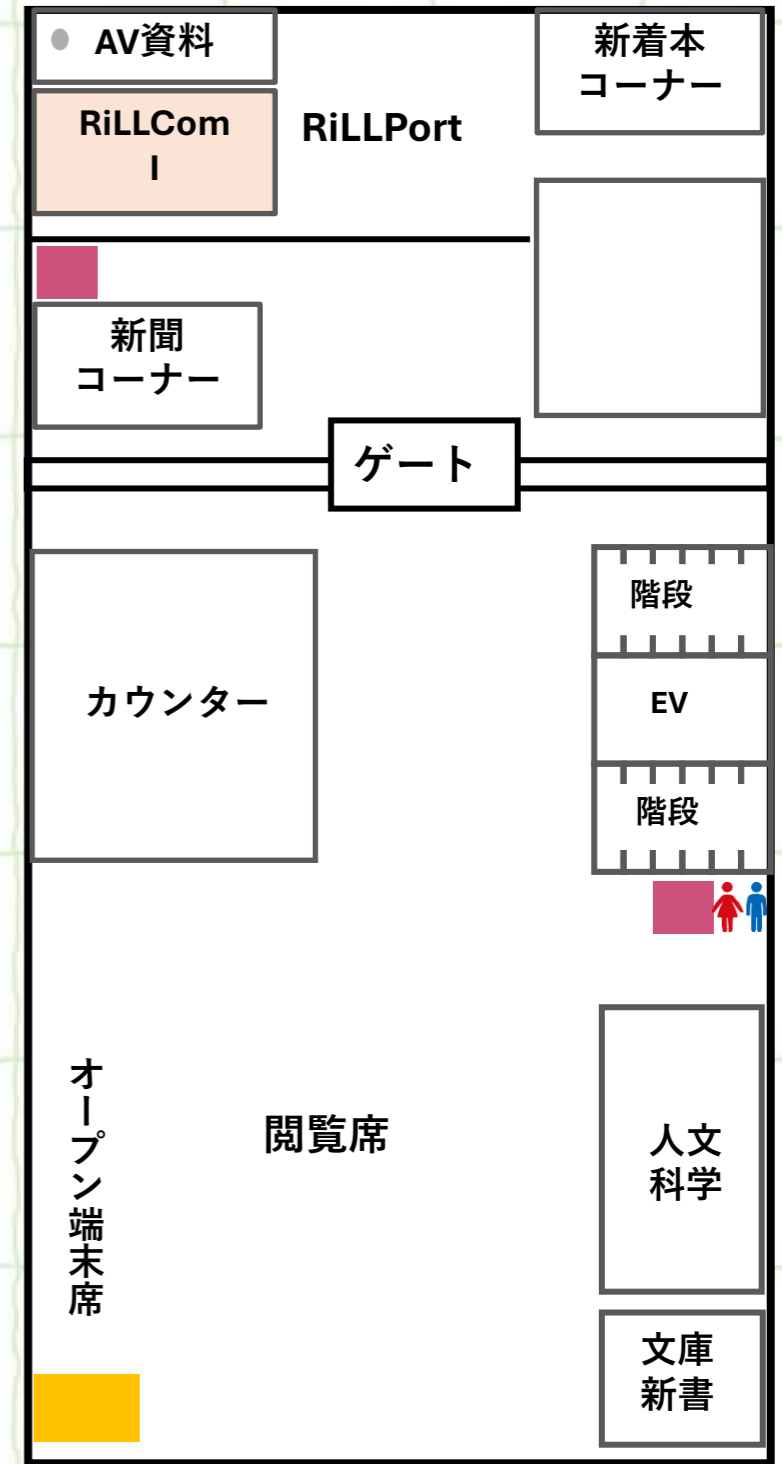 AV資料
新着本
コーナー
RiLLCom
I
RiLLPort
新聞
コーナー
ゲート
階段
カウンター
EV
階段
オープン端末席
閲覧席
人文
科学
文庫
新書